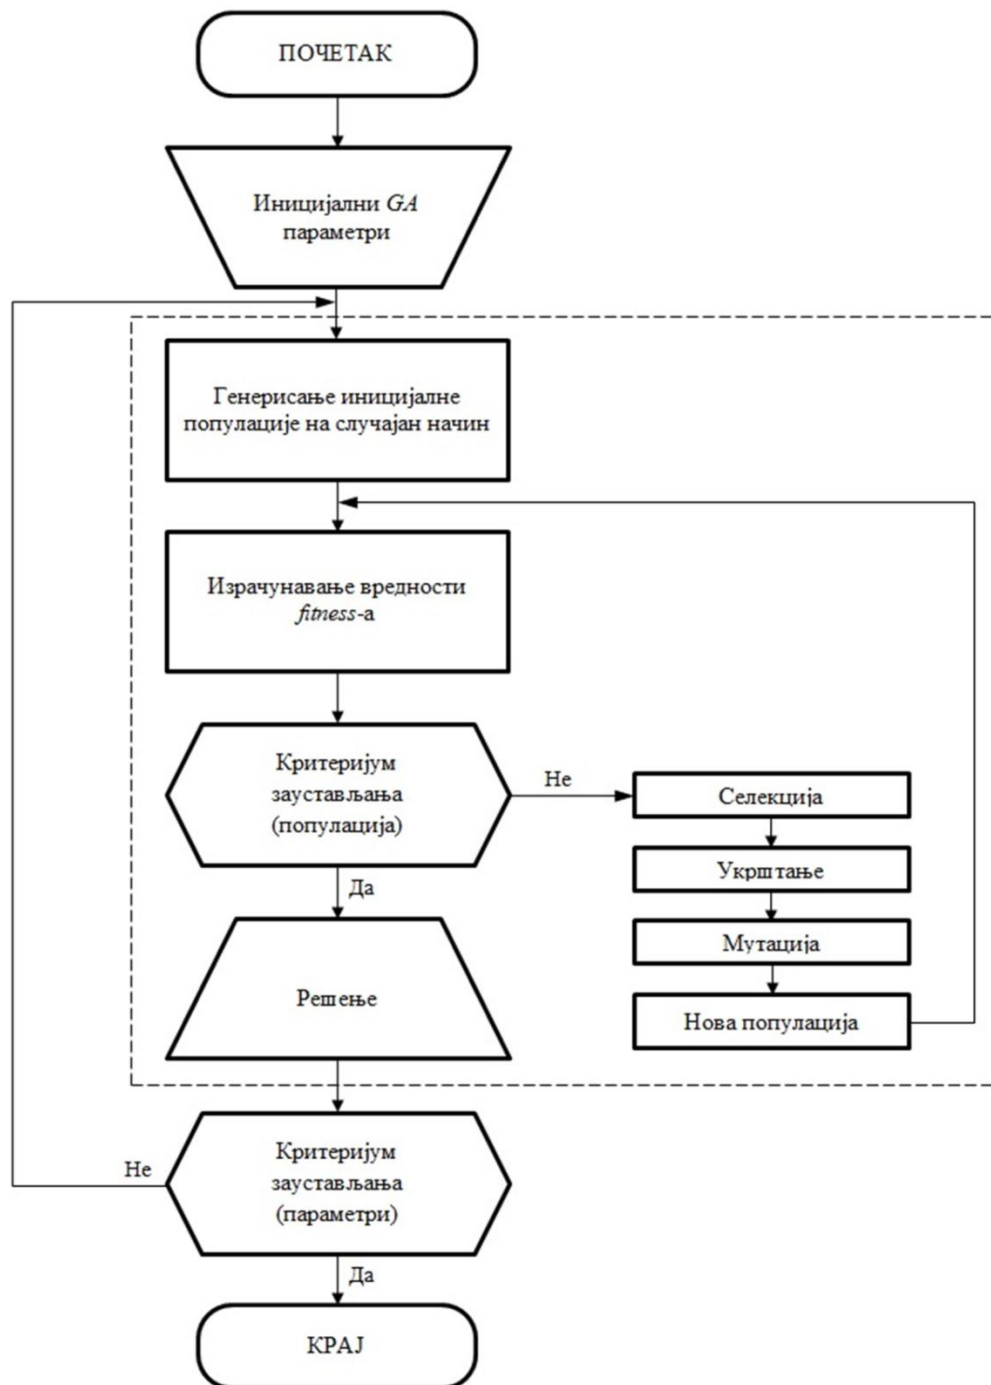 ПОЧЕТАК
Иницијални GA
параметри
Генерисање иницијалне
популације на случајан начин
Израчунавање вредности
fitness-а
Критеријум
заустављања
(популација)
Не
Селекција
Укрштање
Мутација
Нова популација
Да
Решење
Критеријум
заустављања
(параметри)
Не
Да
КРАЈ